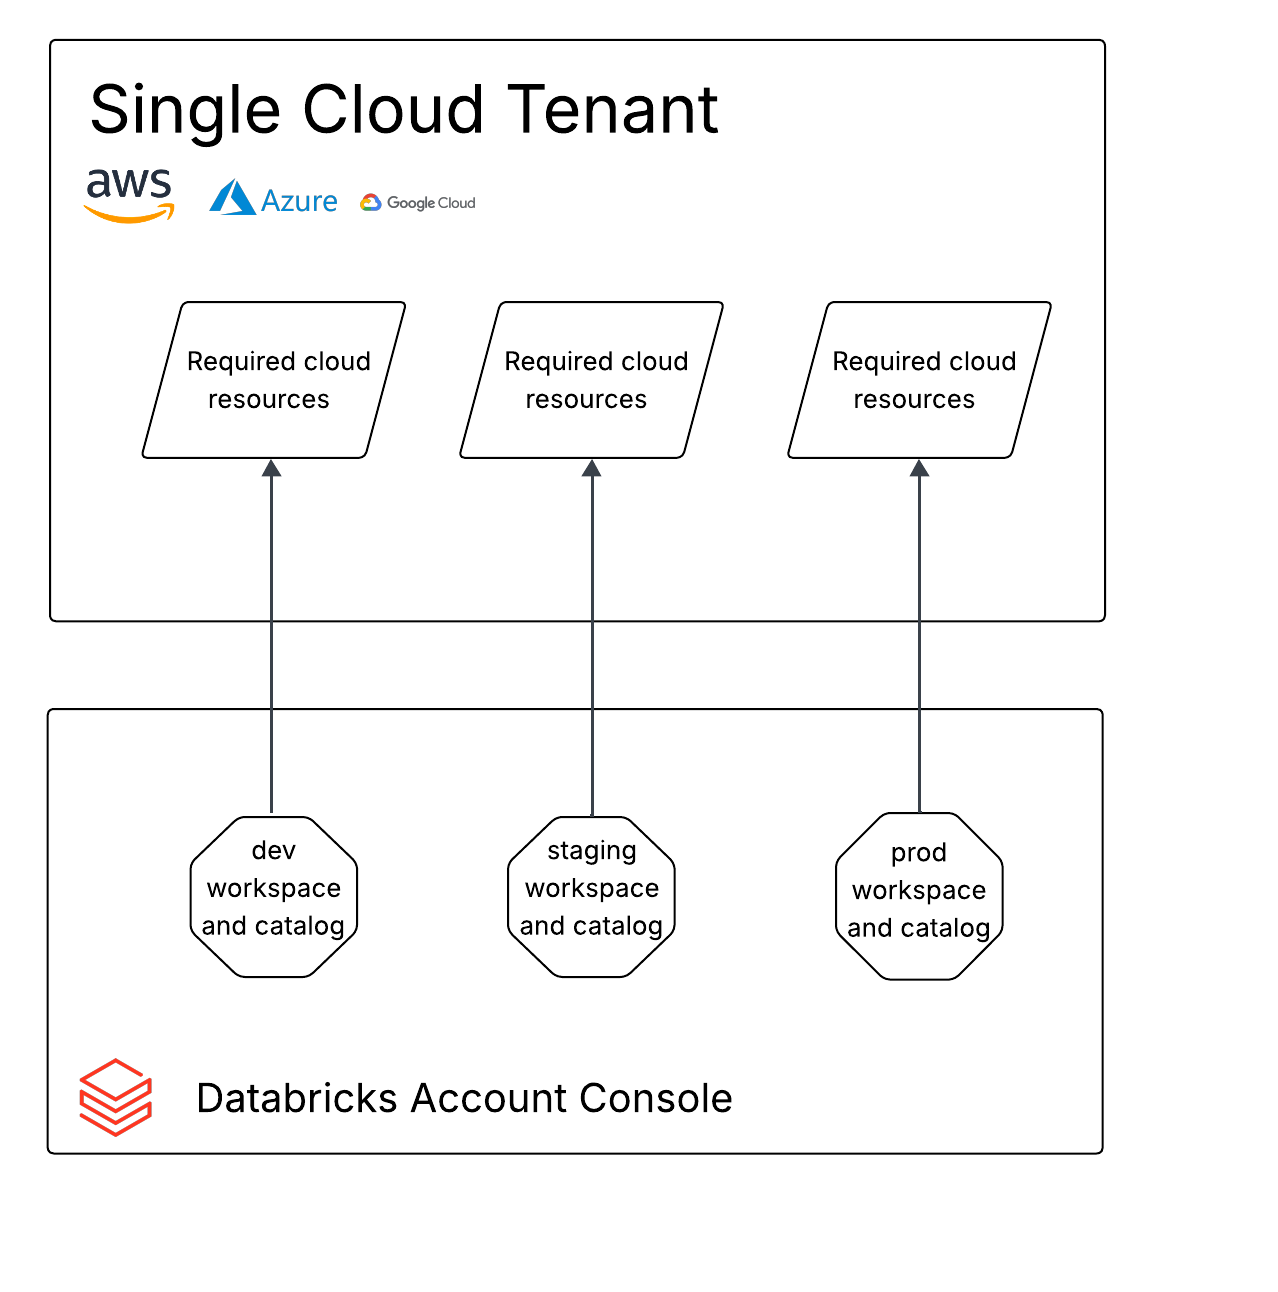 Single Cloud Tenant
aws
Azure
Google Cloud
Required cloud
resources
Required cloud
resources
Required cloud
resources
dev
workspace
and catalog
staging
workspace
and catalog
prod
workspace
and catalog
Databricks Account Console